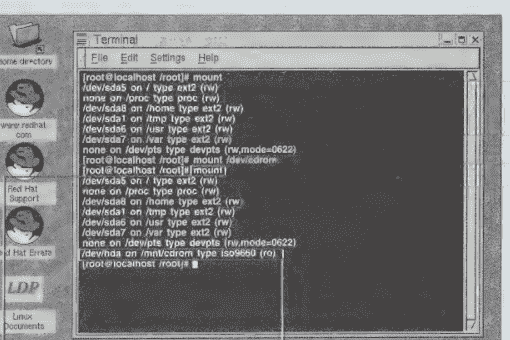 Terminal
File Edit Settings Help
[root@localhost /root]# mount
/dev/sda5 on / type ext2 (rw)
none on /proc type proc (rw)
/dev/sda8 on /home type ext2 (rw)
/dev/sda1 on /tmp type ext2 (rw)
/dev/sda6 on /usr type ext2 (rw)
/dev/sda7 on /var type ext2 (rw)
none on /dev/pts type devpts (rw,mode=0622)
[root@localhost /root]# mount /dev/cdrom
[root@localhost /root]# mount
/dev/sda5 on / type ext2 (rw)
none on /proc type proc (rw)
/dev/sda8 on /home type ext2 (rw)
/dev/sda1 on /tmp type ext2 (rw)
/dev/sda6 on /usr type ext2 (rw)
/dev/sda7 on /var type ext2 (rw)
none on /dev/pts type devpts (rw,mode=0622)
/dev/hda on /mnt/cdrom type iso9660 (ro)
[root@localhost /root]#
home directory
www.redhat.
com
Red Hat
Support
d Hat Errata
LDP
Linux
Documents